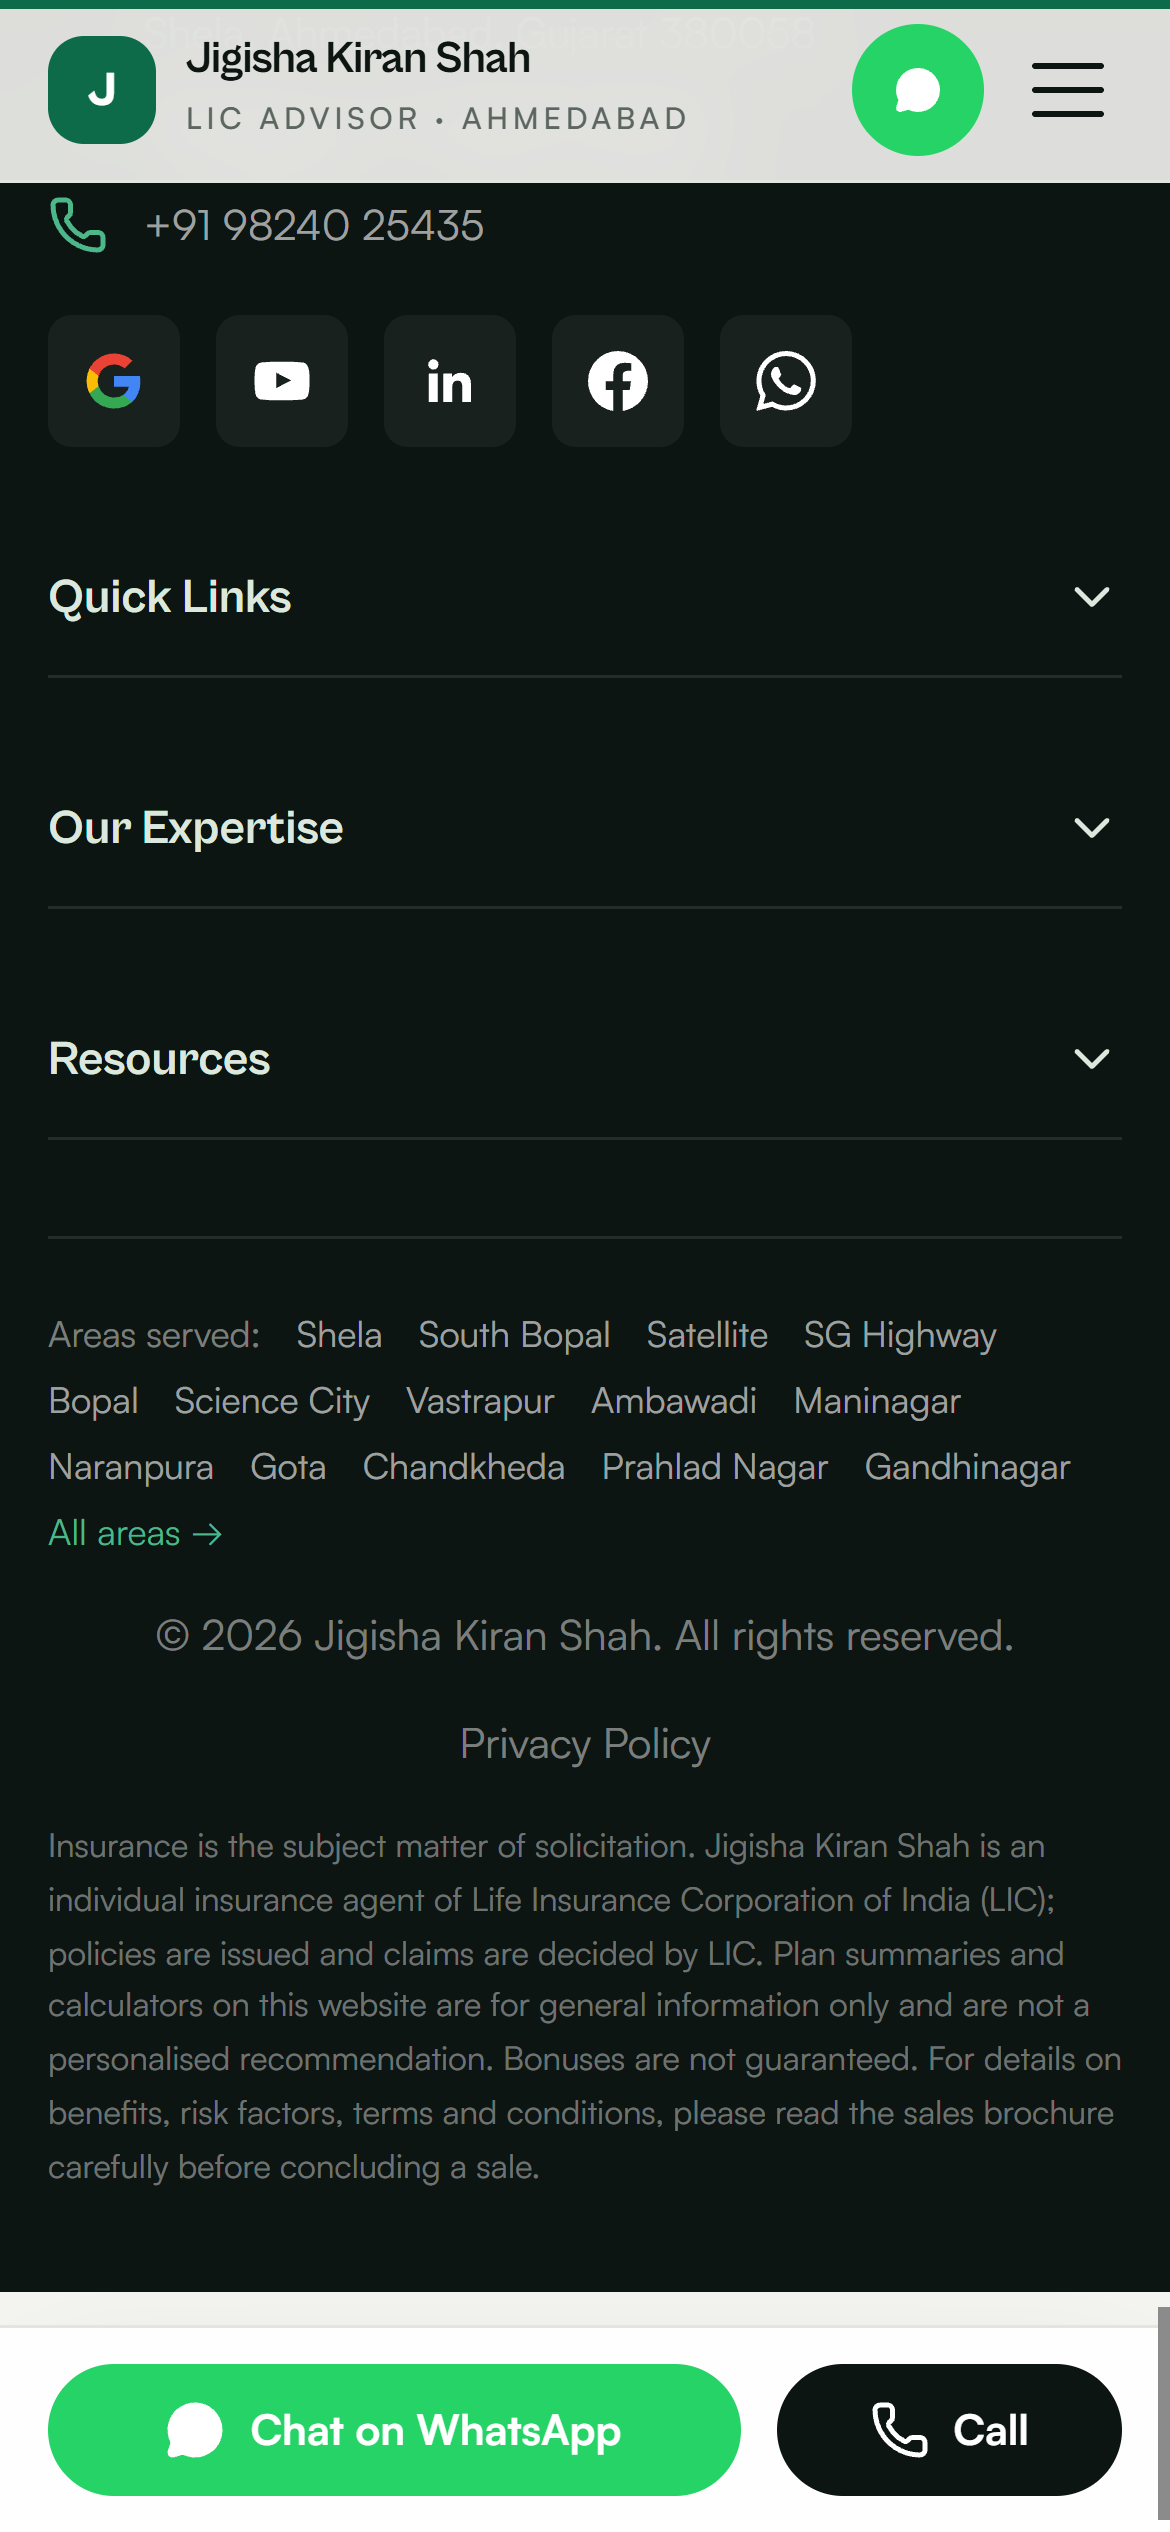 Shela, Ahmedabad, Gujarat 380058
J
Jigisha Kiran Shah
LIC ADVISOR • AHMEDABAD
+91 98240 25435
Quick Links
Our Expertise
Resources
Areas served: Shela South Bopal Satellite SG Highway
Bopal Science City Vastrapur Ambawadi Maninagar
Naranpura Gota Chandkheda Prahlad Nagar Gandhinagar
All areas →
© 2026 Jigisha Kiran Shah. All rights reserved.
Privacy Policy
Insurance is the subject matter of solicitation. Jigisha Kiran Shah is an
individual insurance agent of Life Insurance Corporation of India (LIC);
policies are issued and claims are decided by LIC. Plan summaries and
calculators on this website are for general information only and are not a
personalised recommendation. Bonuses are not guaranteed. For details on
benefits, risk factors, terms and conditions, please read the sales brochure
carefully before concluding a sale.
Chat on WhatsApp
Call